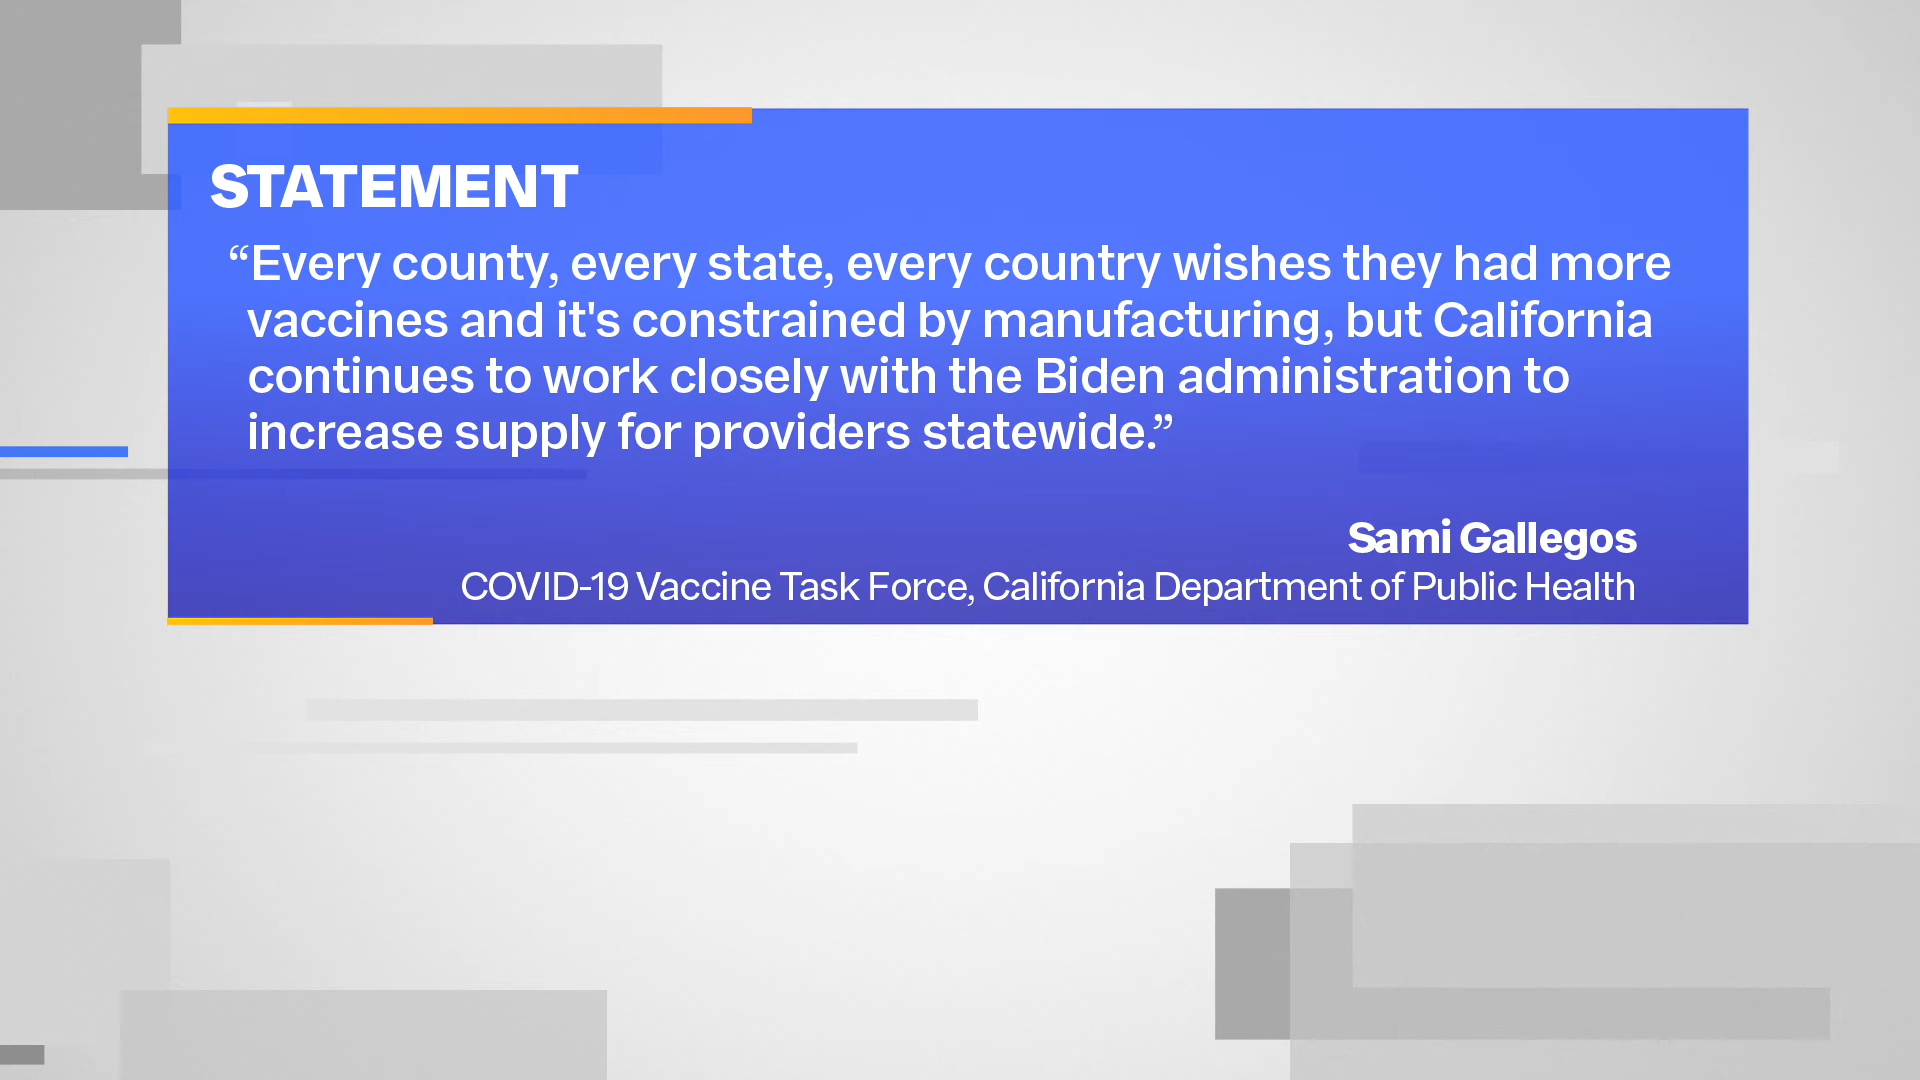 STATEMENT
“Every county, every state, every country wishes they had more
vaccines and it's constrained by manufacturing, but California
continues to work closely with the Biden administration to
increase supply for providers statewide.”
Sami Gallegos
COVID-19 Vaccine Task Force, California Department of Public Health